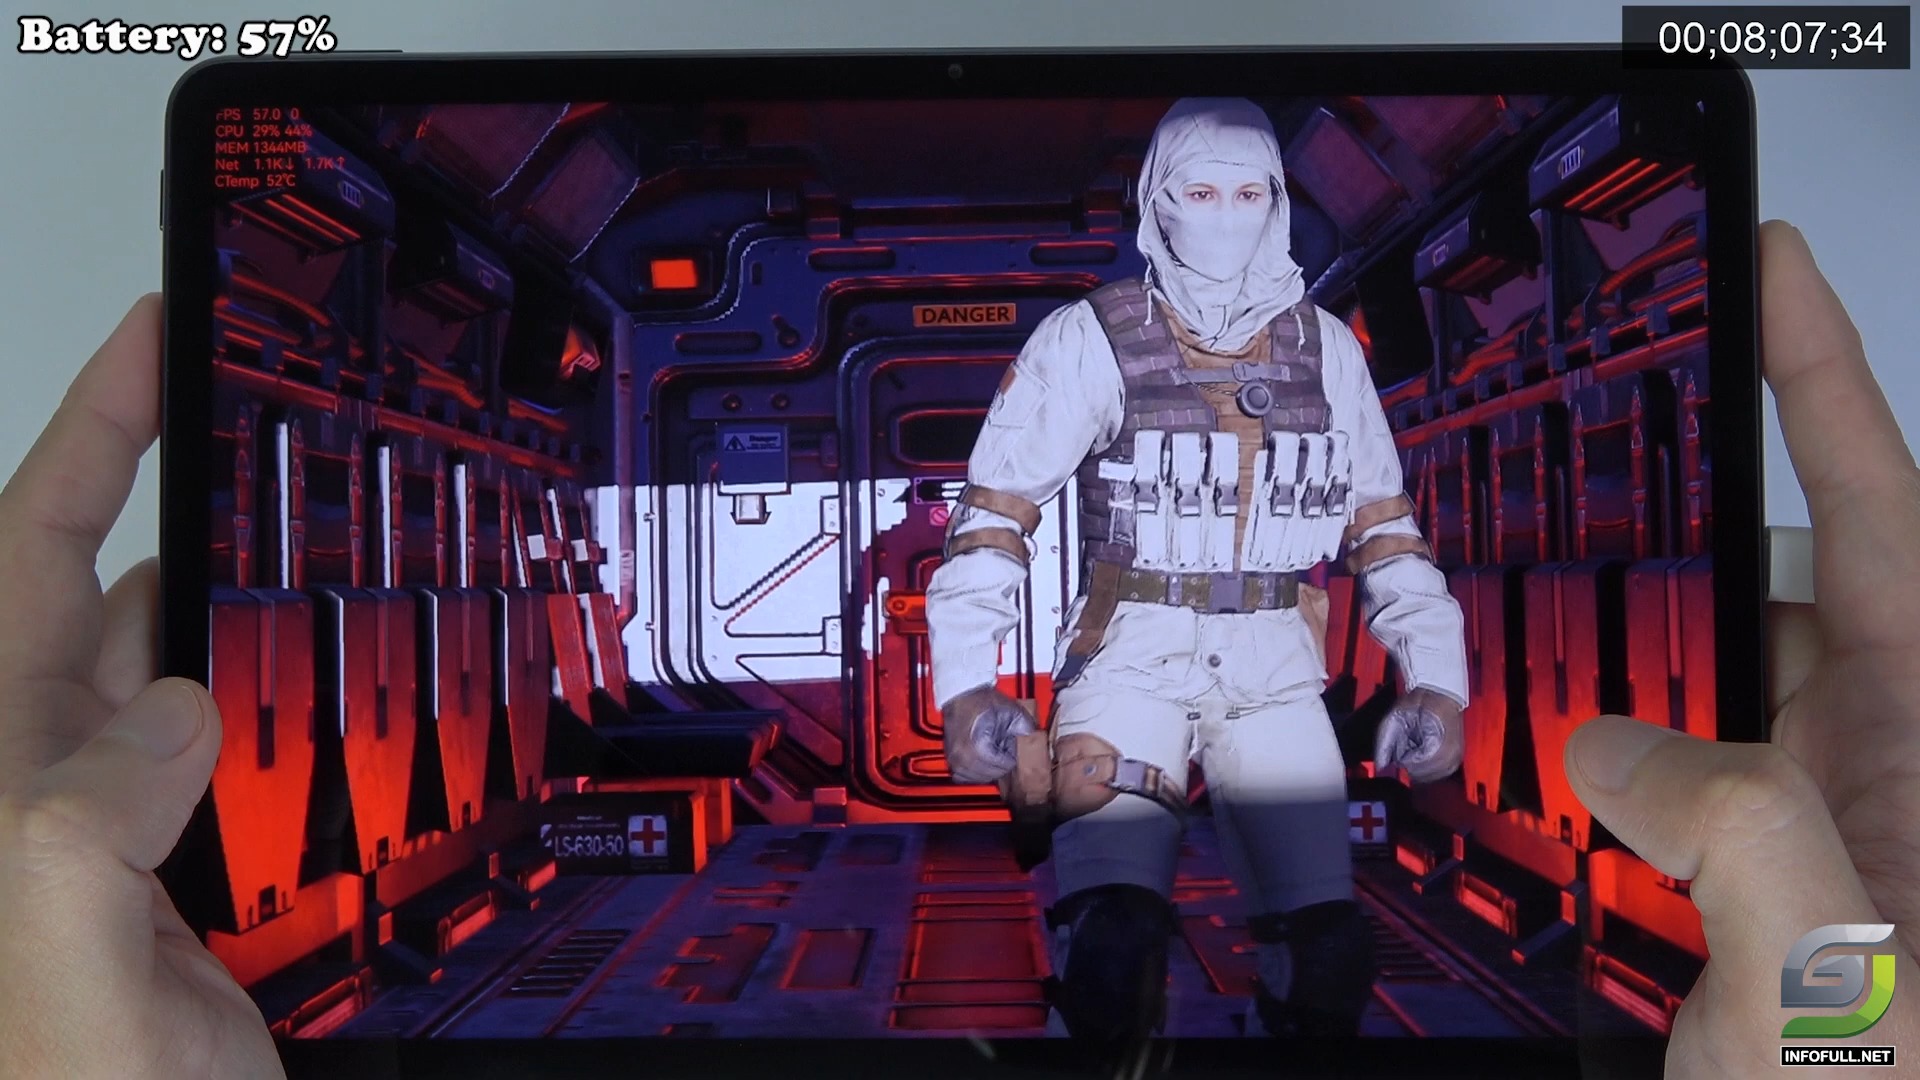 Battery: 57%
00;08;07;34
FPS 57.0 0
CPU 29% 44%
MEM 1344MB
Net 1.1K↓ 1.7K↑
CTemp 52°C
DANGER
Danger
LS-630-50
INFOFULL.NET